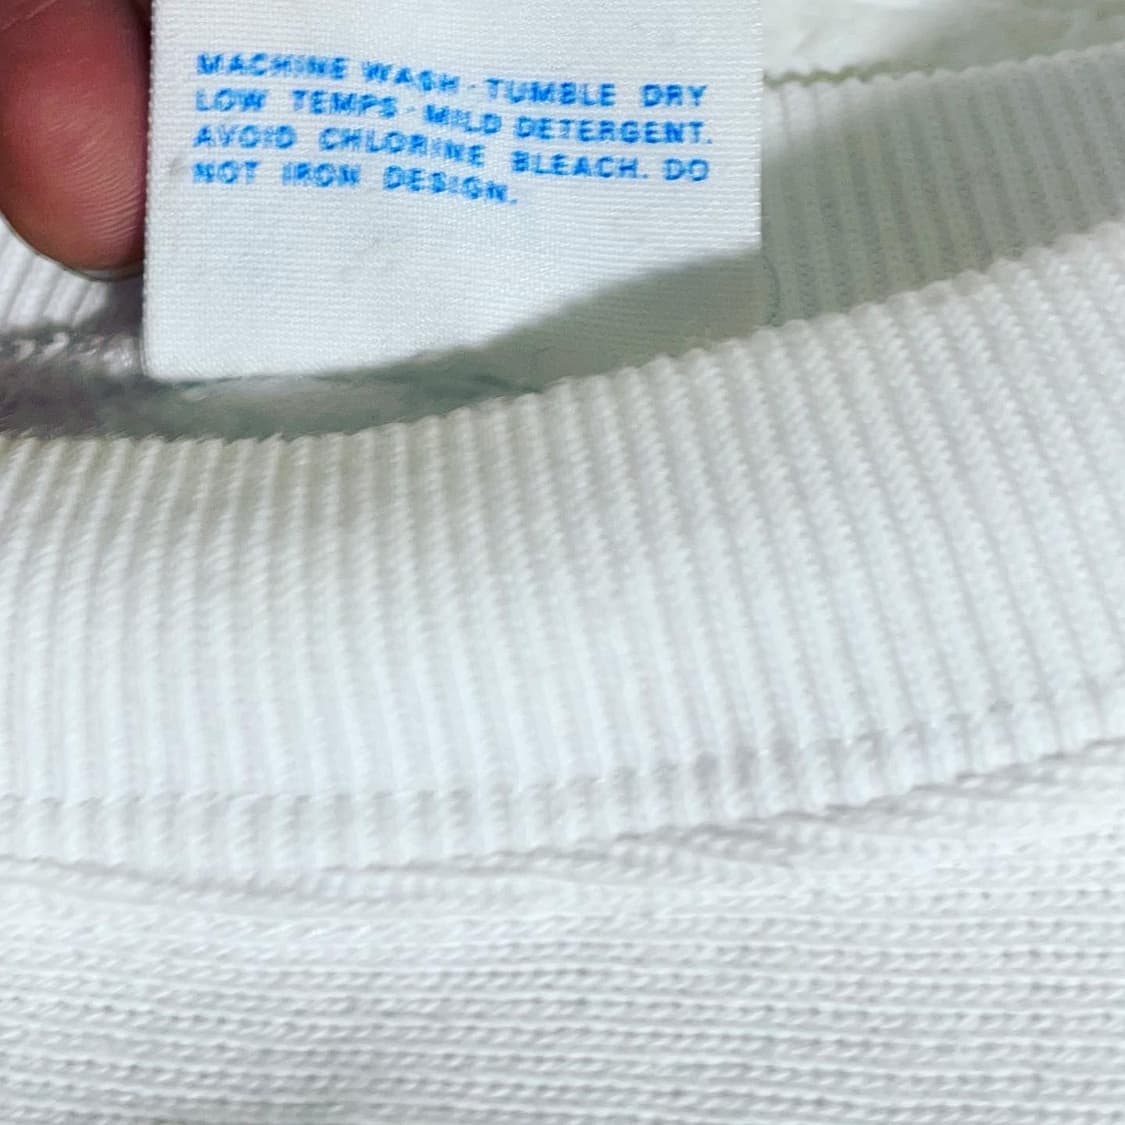 MACHINE WASH · TUMBLE DRY
LOW TEMPS · MILD DETERGENT.
AVOID CHLORINE BLEACH. DO
NOT IRON DESIGN.